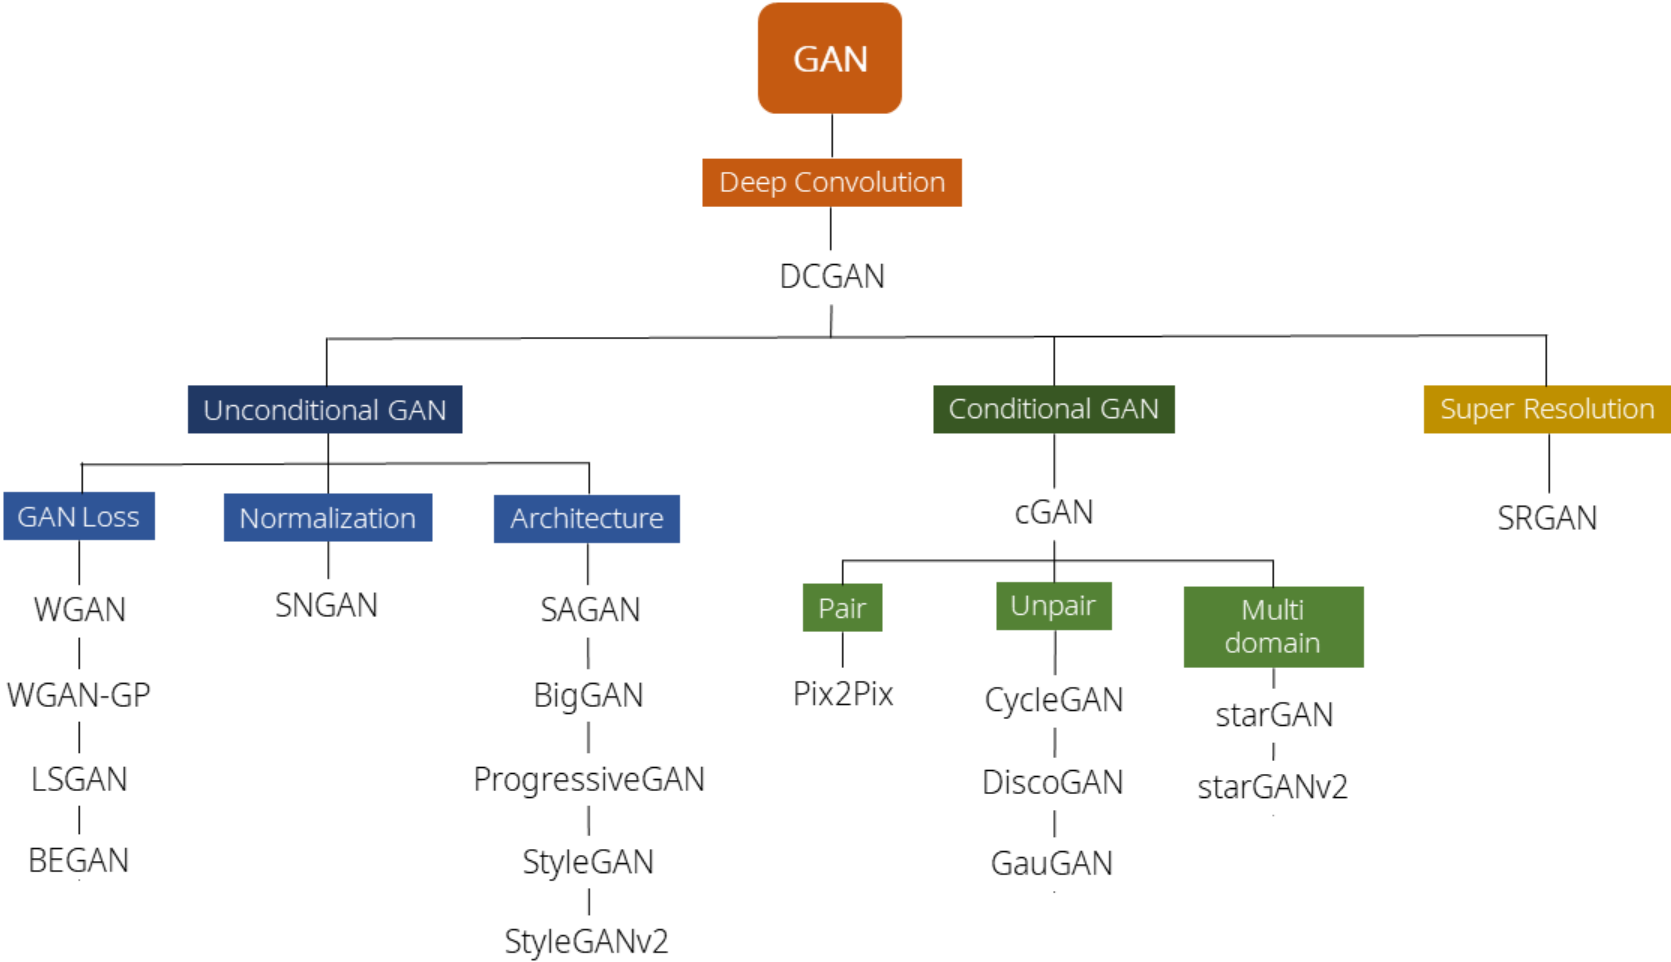 GAN
Deep Convolution
DCGAN
Unconditional GAN
Conditional GAN
Super Resolution
GAN Loss
Normalization
Architecture
cGAN
SRGAN
WGAN
SNGAN
SAGAN
Pair
Unpair
Multi
domain
WGAN-GP
BigGAN
Pix2Pix
CycleGAN
starGAN
LSGAN
ProgressiveGAN
DiscoGAN
starGANv2
BEGAN
StyleGAN
GauGAN
StyleGANv2